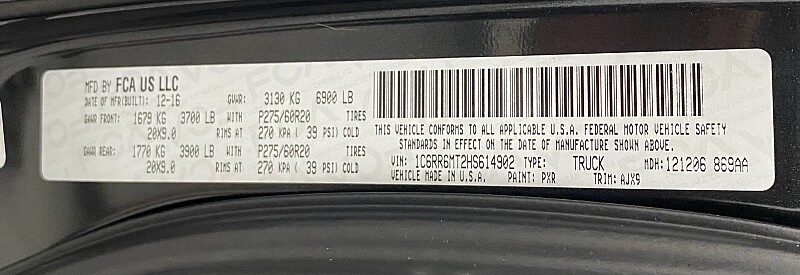 MFD BY FCA US LLC
DATE OF MFR(BUILT): 12-16 GVWR: 3130 KG 6900 LB
GAWR FRONT: 1679 KG 3700 LB WITH P275/60R20 TIRES
20X9.0 RIMS AT 270 KPA ( 39 PSI) COLD
GAWR REAR: 1770 KG 3900 LB WITH P275/60R20 TIRES
20X9.0 RIMS AT 270 KPA ( 39 PSI) COLD
THIS VEHICLE CONFORMS TO ALL APPLICABLE U.S.A. FEDERAL MOTOR VEHICLE SAFETY
STANDARDS IN EFFECT ON THE DATE OF MANUFACTURE SHOWN ABOVE.
VIN: 1C6RR6MT2HS614902 TYPE: TRUCK MDH: 121206 869AA
VEHICLE MADE IN U.S.A. PAINT: PXR TRIM: AJX9